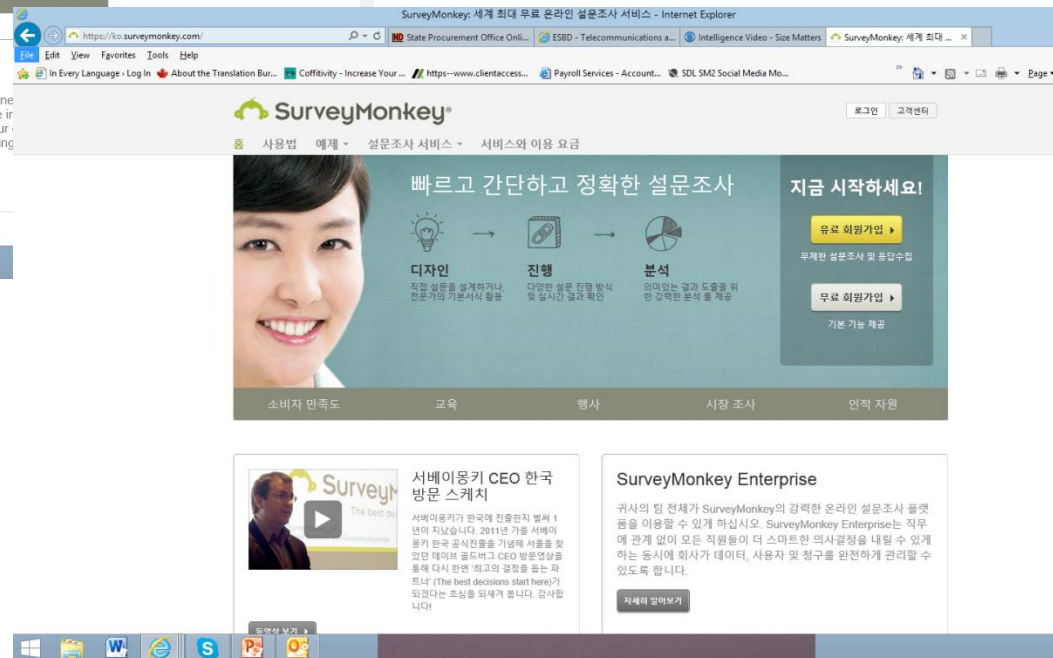 SurveyMonkey: 세계 최대 무료 온라인 설문조사 서비스 - Internet Explorer
https://ko.surveymonkey.com/
State Procurement Office Onli...
ESBD - Telecommunications a...
Intelligence Video - Size Matters
SurveyMonkey: 세계 최대 ...
File Edit View Favorites Tools Help
In Every Language › Log In
About the Translation Bur...
Coffitivity - Increase Your ...
https--www.clientaccess...
Payroll Services - Account...
SDL SM2 Social Media Mo...
Page
SurveyMonkey®
로그인 고객센터
홈 사용법 예제 설문조사 서비스 서비스와 이용 요금
빠르고 간단하고 정확한 설문조사
디자인
직접 설문을 설계하거나,
전문가의 기본서식 활용
진행
다양한 설문 진행 방식
및 실시간 결과 확인
분석
의미있는 결과 도출을 위
한 강력한 분석 툴 제공
지금 시작하세요!
유료 회원가입
무제한 설문조사 및 응답수집
무료 회원가입
기본 기능 제공
소비자 만족도 교육 행사 시장 조사 인적 자원
서베이몽키 CEO 한국
방문 스케치
서베이몽키가 한국에 진출한지 벌써 1
년이 지났습니다. 2011년 가을 서베이
몽키 한국 공식진출을 기념해 서울을 찾
았던 데이브 골드버그 CEO 방문영상을
통해 다시 한번 '최고의 결정을 돕는 파
트너' (The best decisions start here)가
되겠다는 초심을 되새겨 봅니다. 감사합
니다!
동영상 보기
SurveyMonkey Enterprise
귀사의 팀 전체가 SurveyMonkey의 강력한 온라인 설문조사 플랫
폼을 이용할 수 있게 하십시오. SurveyMonkey Enterprise는 직무
에 관계 없이 모든 직원들이 더 스마트한 의사결정을 내릴 수 있게
하는 동시에 회사가 데이터, 사용자 및 청구를 완전하게 관리할 수
있도록 합니다.
자세히 알아보기